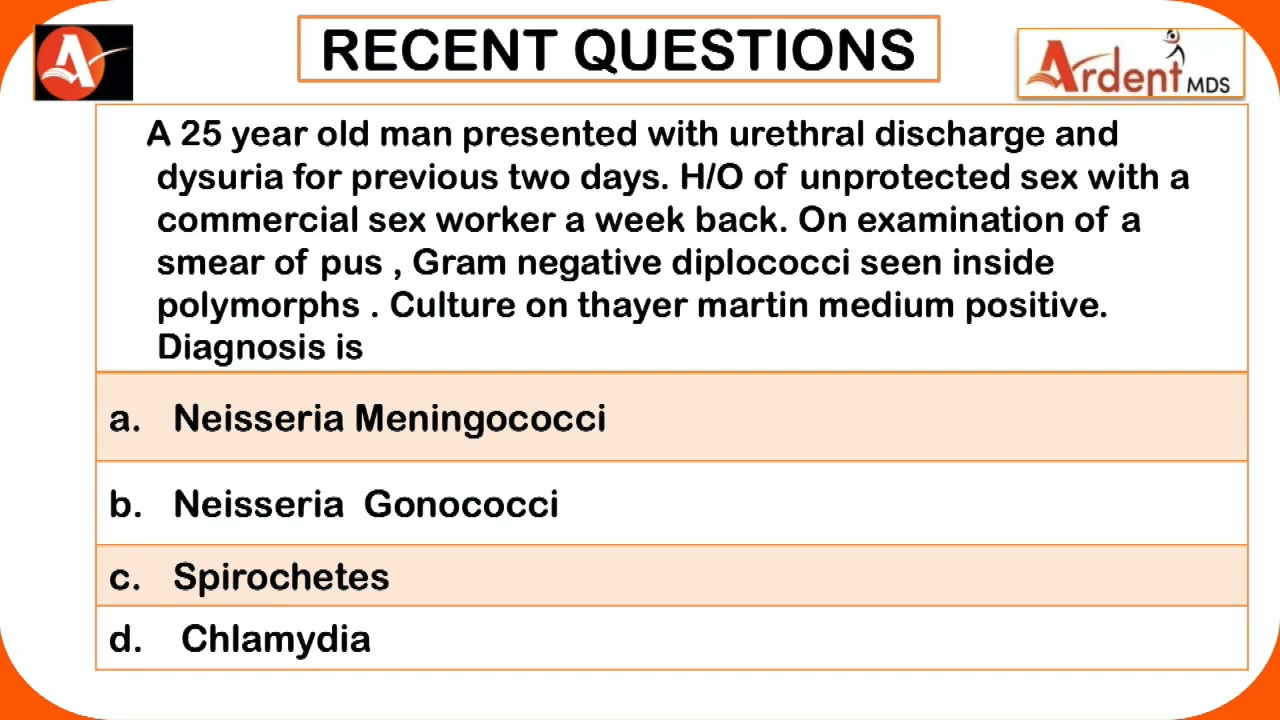 RECENT QUESTIONS
A
Ardent MDS
A 25 year old man presented with urethral discharge and
dysuria for previous two days. H/O of unprotected sex with a
commercial sex worker a week back. On examination of a
smear of pus , Gram negative diplococci seen inside
polymorphs . Culture on thayer martin medium positive.
Diagnosis is
a. Neisseria Meningococci
b. Neisseria Gonococci
c. Spirochetes
d. Chlamydia